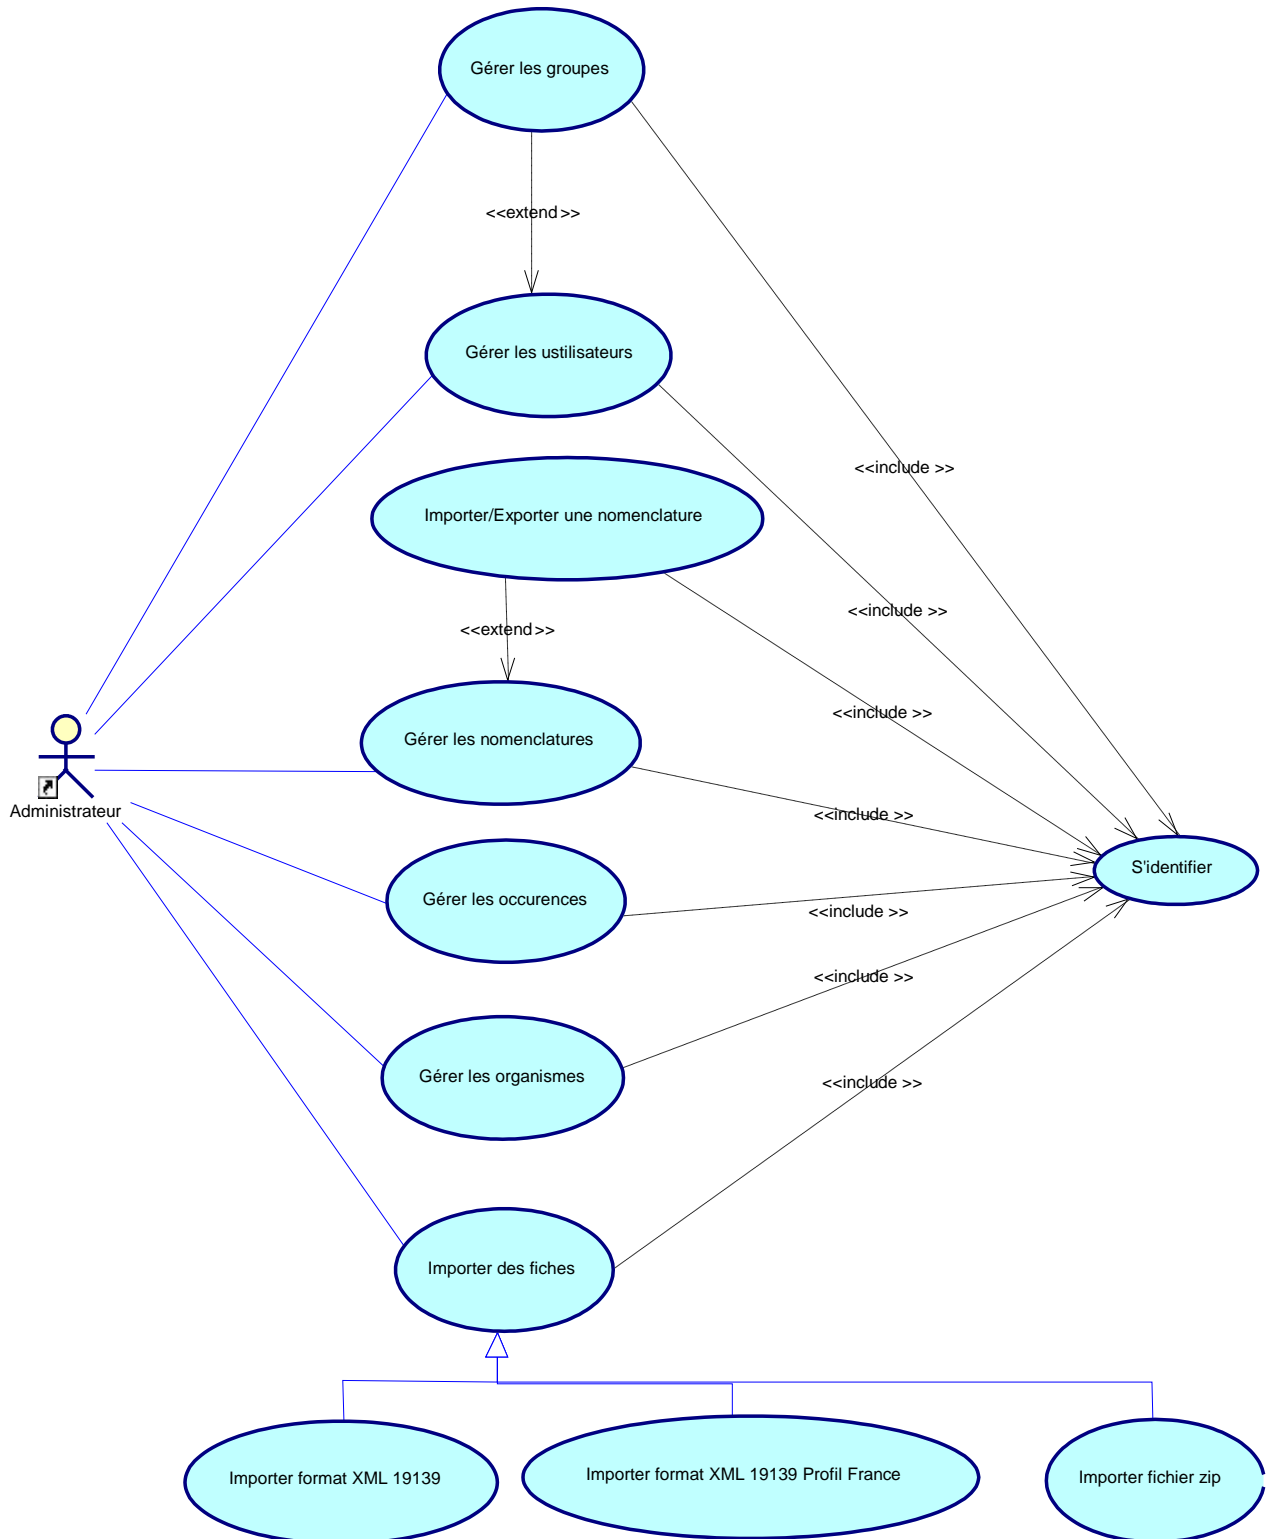 Gérer les groupes
<<extend>>
Gérer les ustilisateurs
<<include >>
Importer/Exporter une nomenclature
<<include >>
<<extend>>
<<include >>
Gérer les nomenclatures
Administrateur
<<include >>
S'identifier
Gérer les occurences
<<include >>
<<include >>
Gérer les organismes
<<include >>
Importer des fiches
Importer format XML 19139
Importer format XML 19139 Profil France
Importer fichier zip